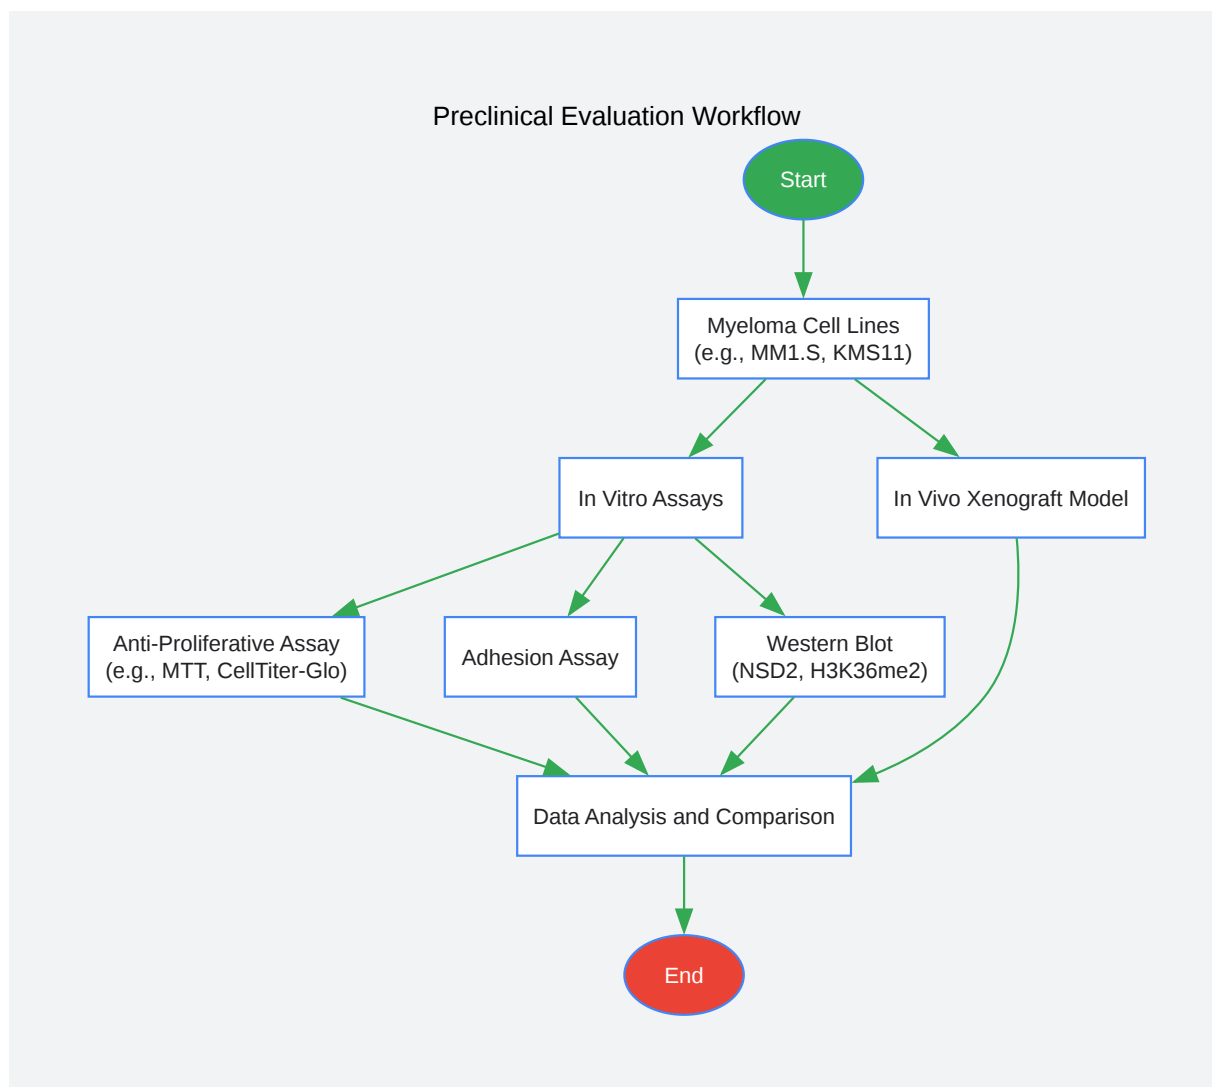 Preclinical Evaluation Workflow
Start
Myeloma Cell Lines
(e.g., MM1.S, KMS11)
In Vitro Assays
In Vivo Xenograft Model
Anti-Proliferative Assay
(e.g., MTT, CellTiter-Glo)
Adhesion Assay
Western Blot
(NSD2, H3K36me2)
Data Analysis and Comparison
End